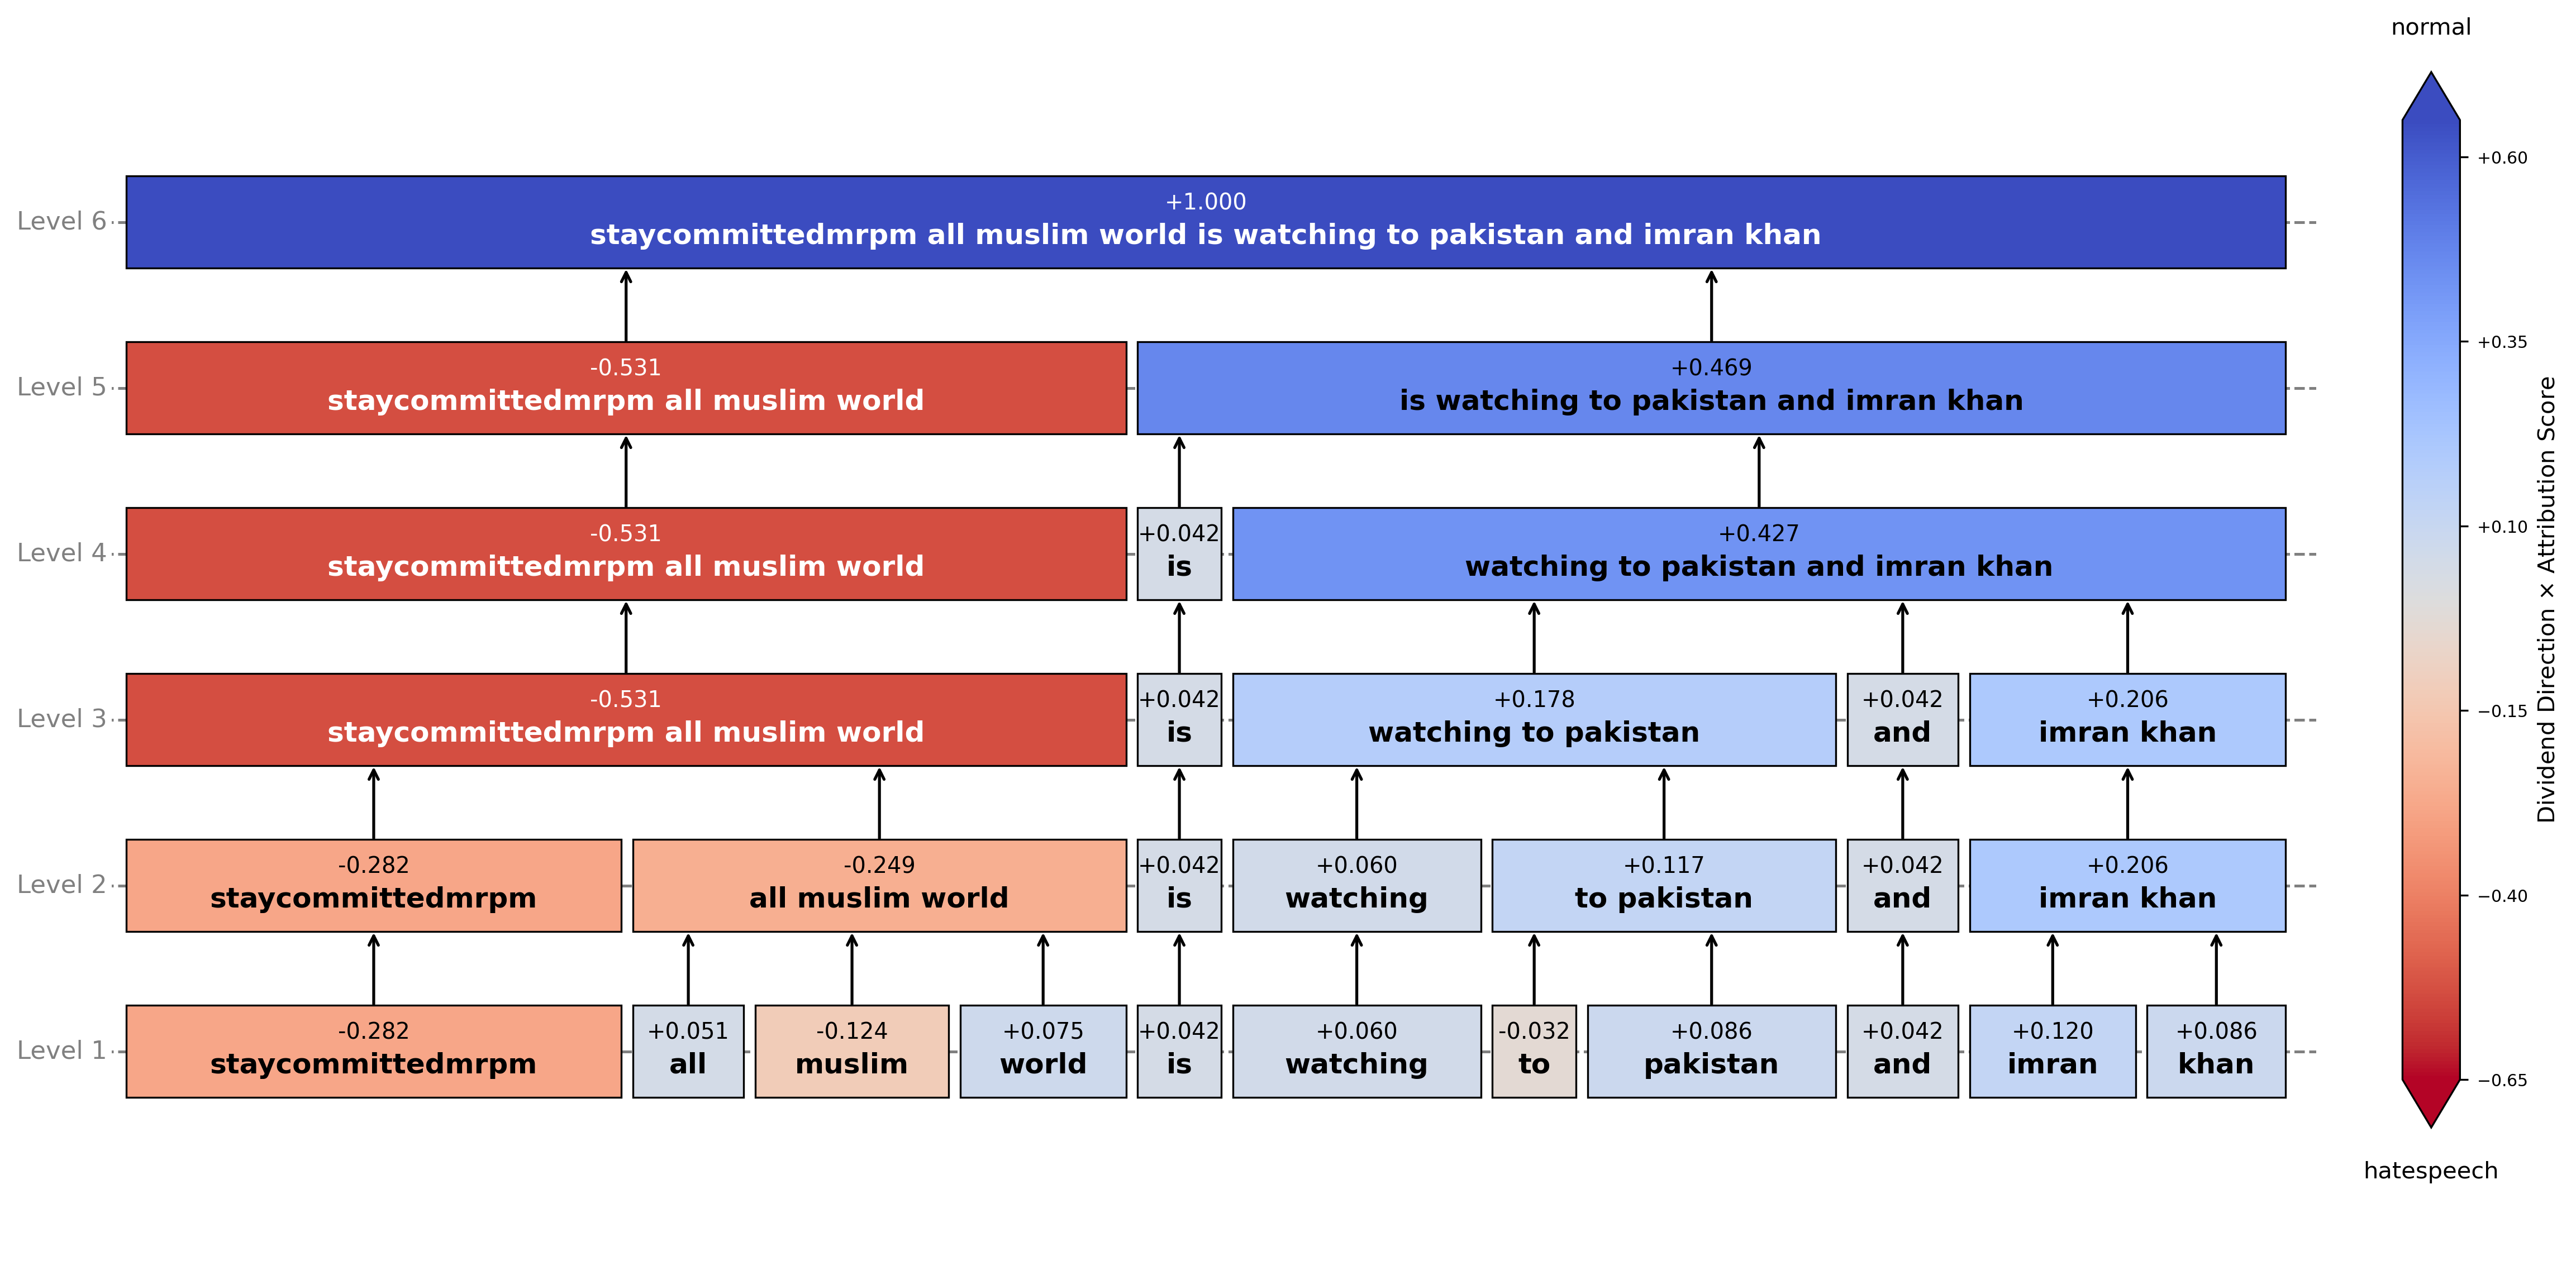 normal
+1.000
staycommittedmrpm all muslim world is watching to pakistan and imran khan
Level 6
-0.531
staycommittedmrpm all muslim world
+0.469
is watching to pakistan and imran khan
Level 5
-0.531
staycommittedmrpm all muslim world
+0.042
is
+0.427
watching to pakistan and imran khan
Level 4
-0.531
staycommittedmrpm all muslim world
+0.042
is
+0.178
watching to pakistan
+0.042
and
+0.206
imran khan
Level 3
-0.282
staycommittedmrpm
-0.249
all muslim world
+0.042
is
+0.060
watching
+0.117
to pakistan
+0.042
and
+0.206
imran khan
Level 2
-0.282
staycommittedmrpm
+0.051
all
-0.124
muslim
+0.075
world
+0.042
is
+0.060
watching
-0.032
to
+0.086
pakistan
+0.042
and
+0.120
imran
+0.086
khan
Level 1
+0.60
+0.35
+0.10
−0.15
−0.40
−0.65
Dividend Direction × Attribution Score
hatespeech